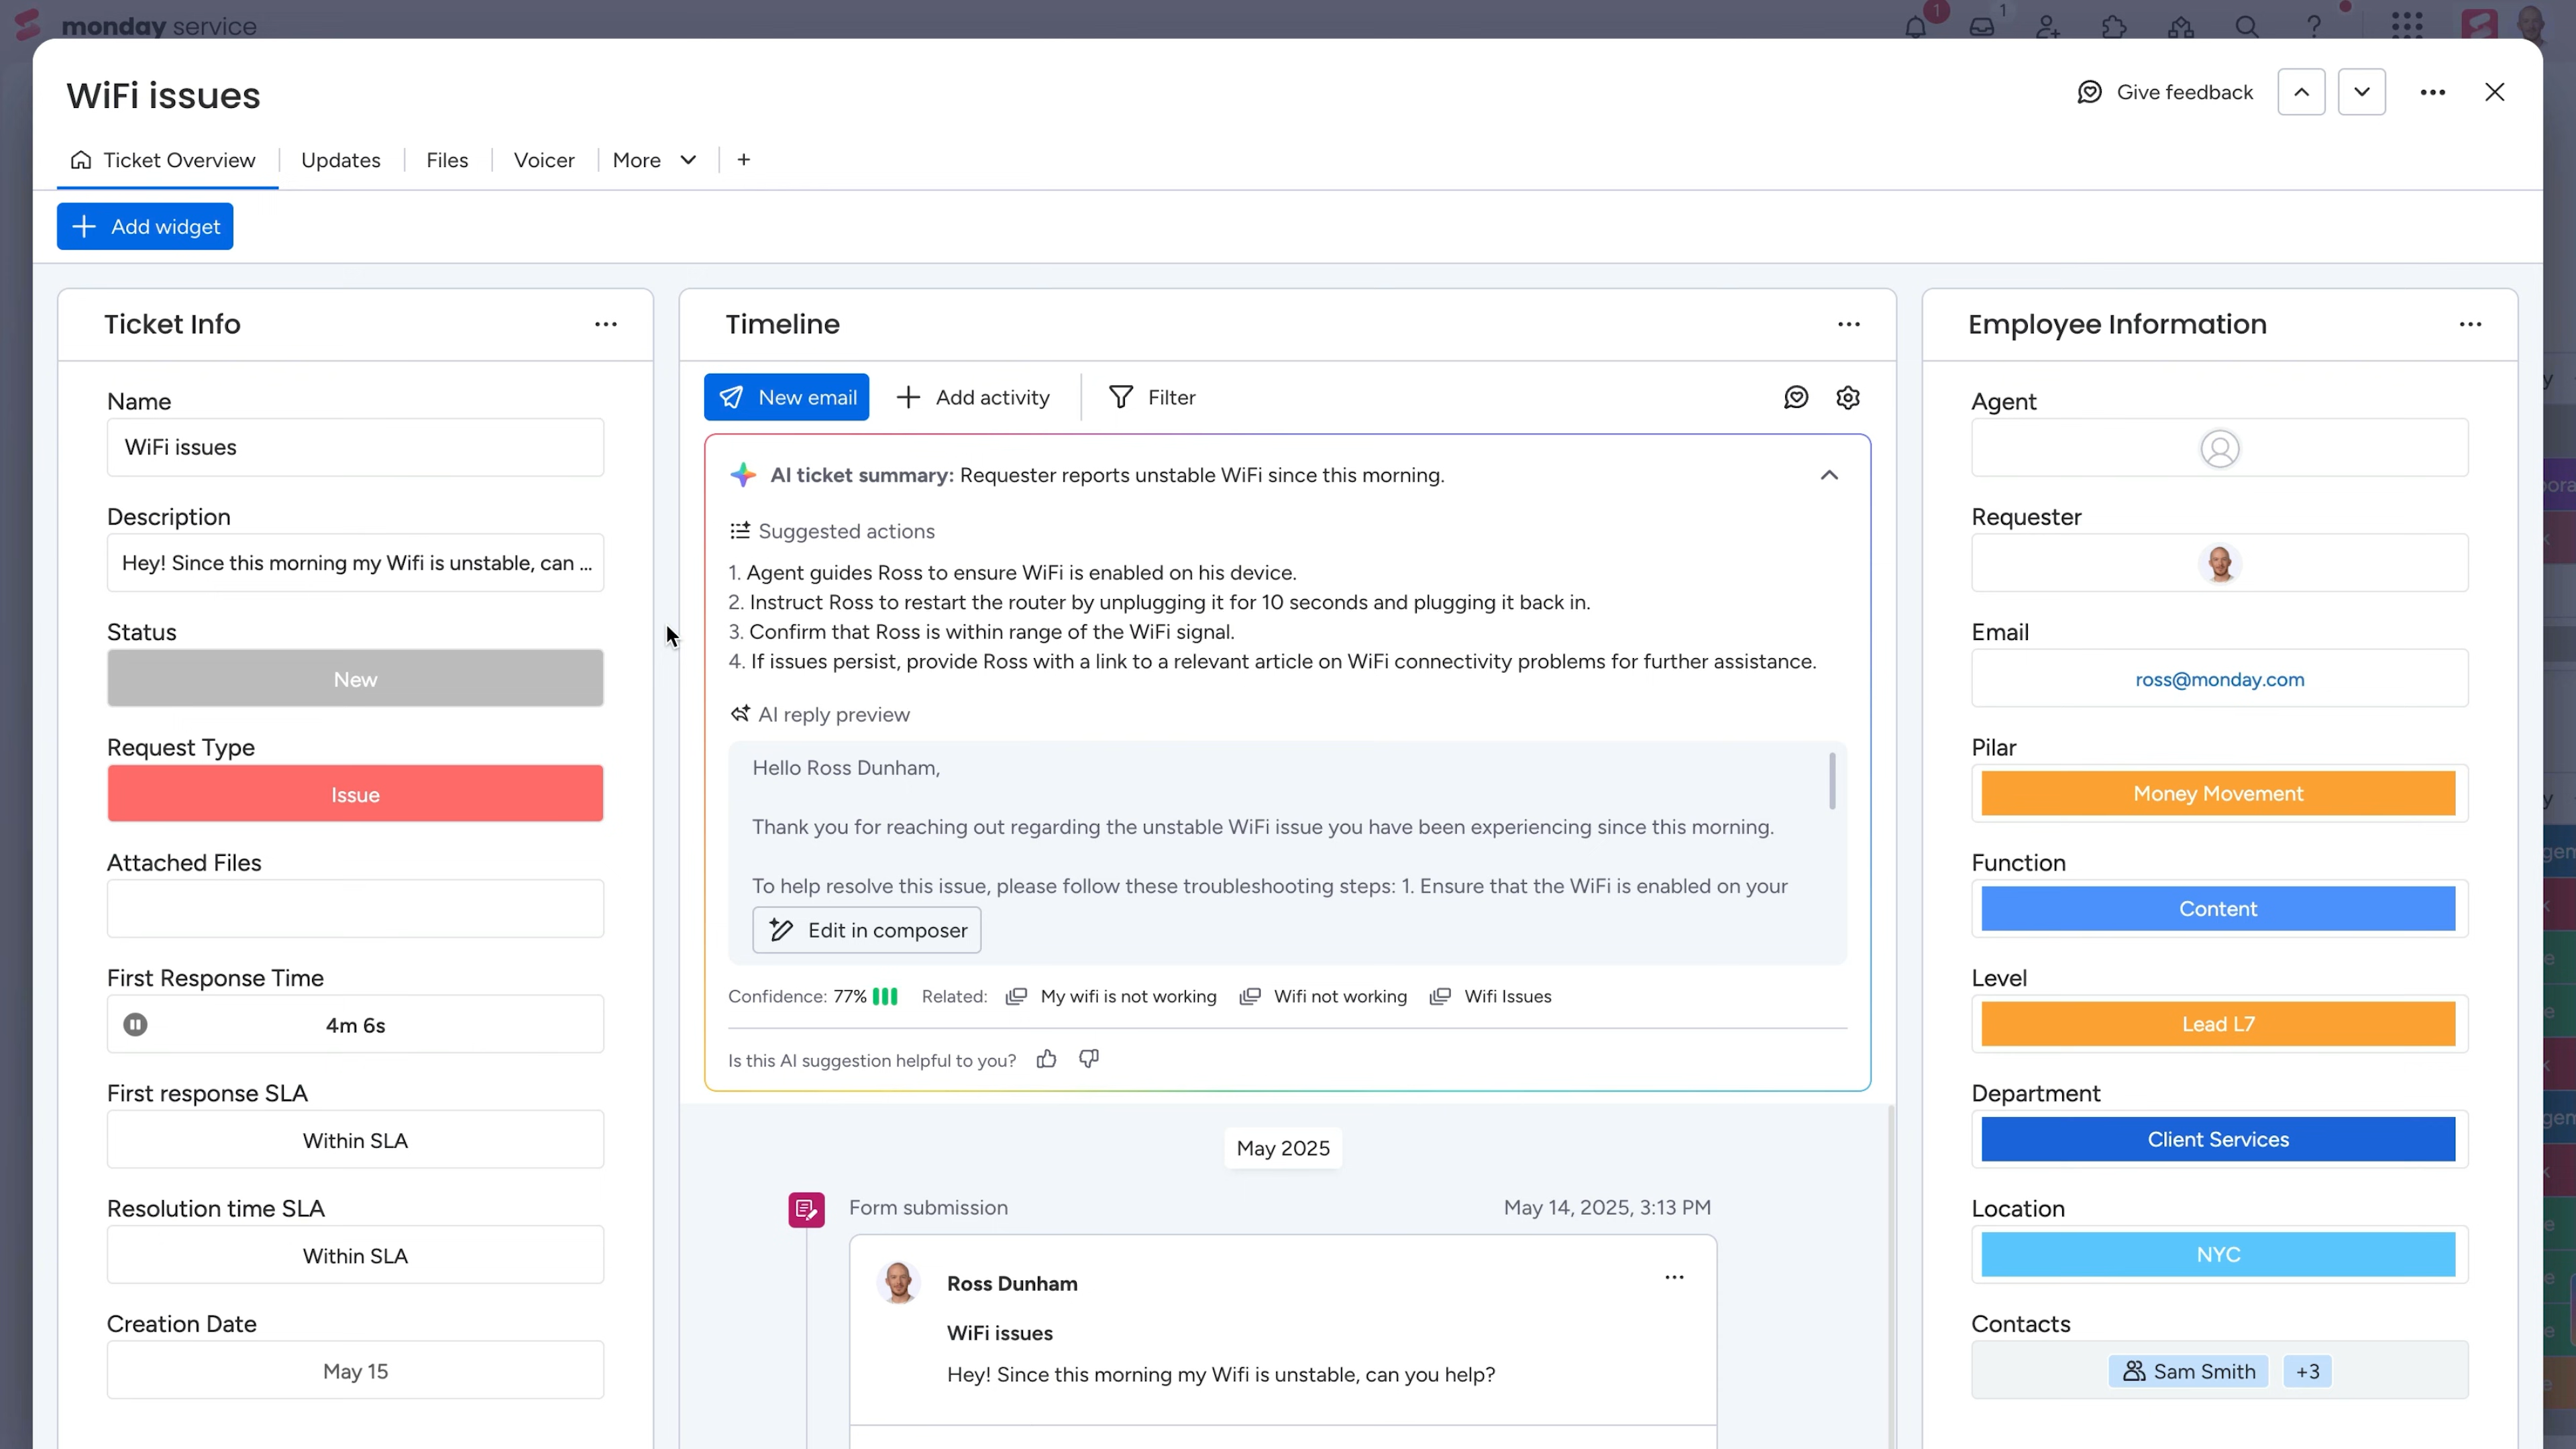 monday service
1
1
WiFi issues
Give feedback
Ticket Overview
Updates
Files
Voicer
More
Add widget
Ticket Info
Name
WiFi issues
Description
Hey! Since this morning my Wifi is unstable, can ...
Status
New
Request Type
Issue
Attached Files
First Response Time
4m 6s
First response SLA
Within SLA
Resolution time SLA
Within SLA
Creation Date
May 15
Timeline
New email
Add activity
Filter
AI ticket summary: Requester reports unstable WiFi since this morning.
Suggested actions
1. Agent guides Ross to ensure WiFi is enabled on his device.
2. Instruct Ross to restart the router by unplugging it for 10 seconds and plugging it back in.
3. Confirm that Ross is within range of the WiFi signal.
4. If issues persist, provide Ross with a link to a relevant article on WiFi connectivity problems for further assistance.
AI reply preview
Hello Ross Dunham,
Thank you for reaching out regarding the unstable WiFi issue you have been experiencing since this morning.
To help resolve this issue, please follow these troubleshooting steps: 1. Ensure that the WiFi is enabled on your
Edit in composer
Confidence: 77%
Related:
My wifi is not working
Wifi not working
Wifi Issues
Is this AI suggestion helpful to you?
May 2025
Form submission
May 14, 2025, 3:13 PM
Ross Dunham
WiFi issues
Hey! Since this morning my Wifi is unstable, can you help?
Employee Information
Agent
Requester
Email
ross@monday.com
Pilar
Money Movement
Function
Content
Level
Lead L7
Department
Client Services
Location
NYC
Contacts
Sam Smith
+3